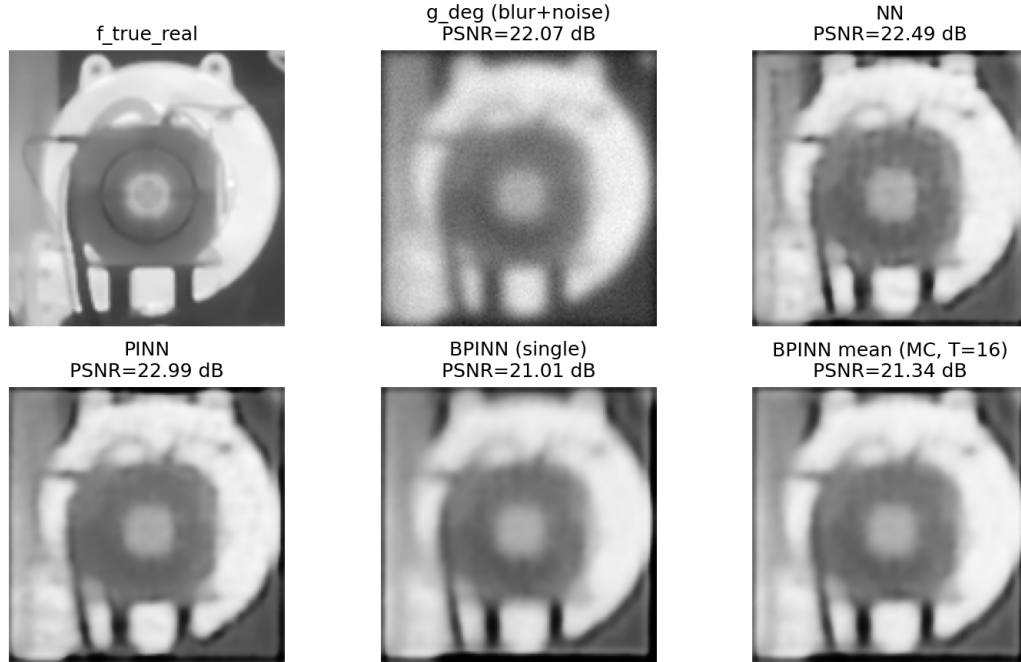 f_true_real
g_deg (blur+noise)
PSNR=22.07 dB
NN
PSNR=22.49 dB
PINN
PSNR=22.99 dB
BPINN (single)
PSNR=21.01 dB
BPINN mean (MC, T=16)
PSNR=21.34 dB